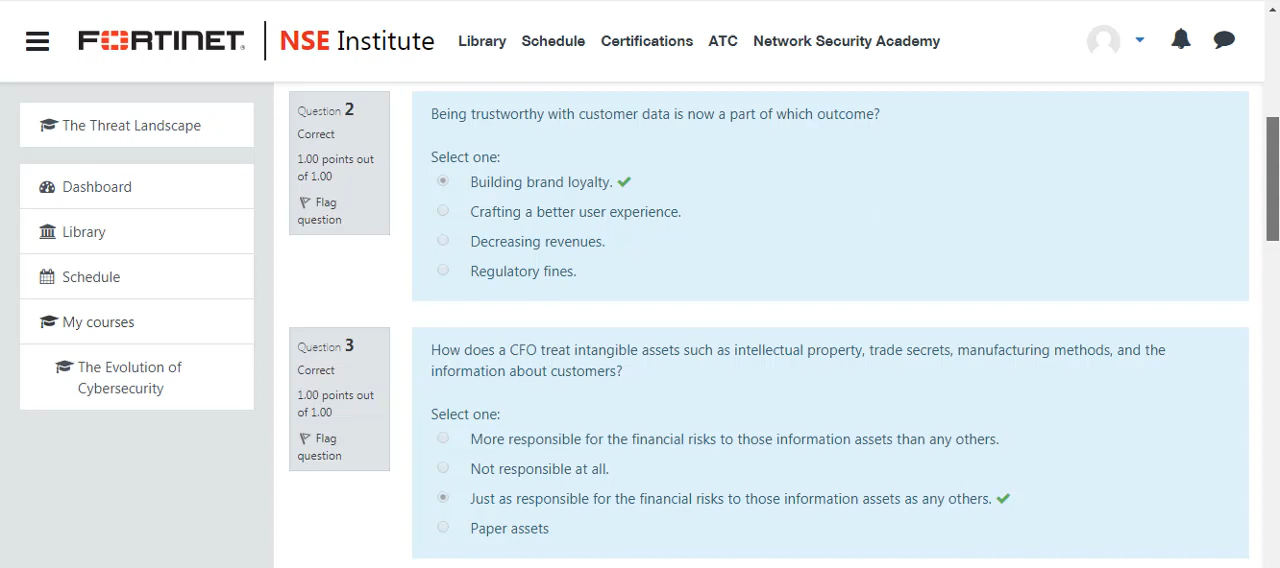 FORTINET
NSE Institute
Library Schedule Certifications ATC Network Security Academy
The Threat Landscape
Dashboard
Library
Schedule
My courses
The Evolution of
Cybersecurity
Question 2
Correct
1.00 points out
of 1.00
Flag
question
Being trustworthy with customer data is now a part of which outcome?
Select one:
Building brand loyalty.
Crafting a better user experience.
Decreasing revenues.
Regulatory fines.
Question 3
Correct
1.00 points out
of 1.00
Flag
question
How does a CFO treat intangible assets such as intellectual property, trade secrets, manufacturing methods, and the
information about customers?
Select one:
More responsible for the financial risks to those information assets than any others.
Not responsible at all.
Just as responsible for the financial risks to those information assets as any others.
Paper assets